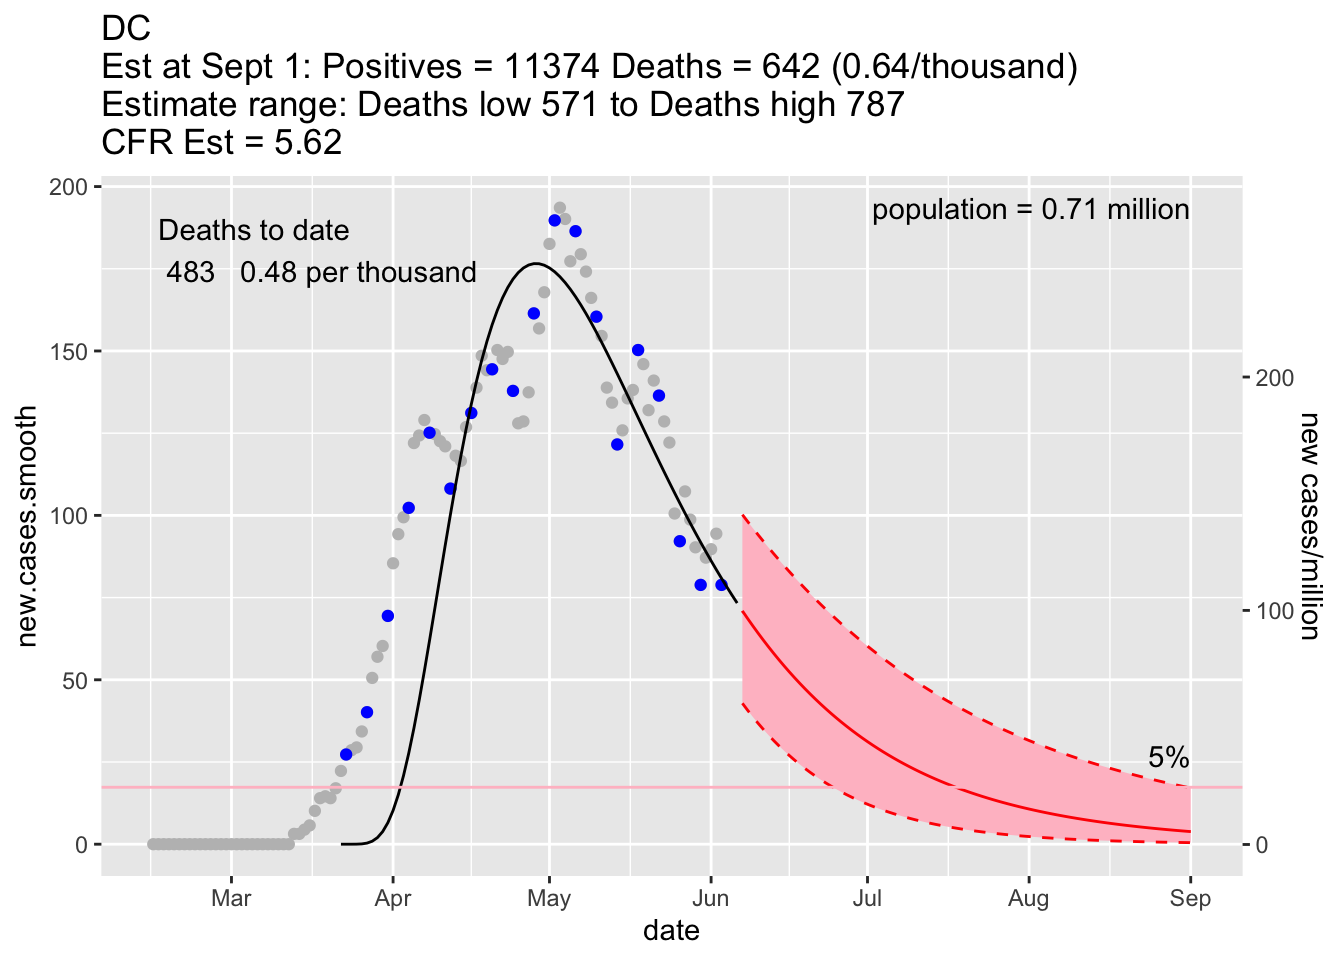 DC
Est at Sept 1: Positives = 11374 Deaths = 642 (0.64/thousand)
Estimate range: Deaths low 571 to Deaths high 787
CFR Est = 5.62
200
150
100
50
0
new.cases.smooth
Deaths to date
483 0.48 per thousand
population = 0.71 million
5%
200
100
0
new cases/million
Mar Apr May Jun Jul Aug Sep
date